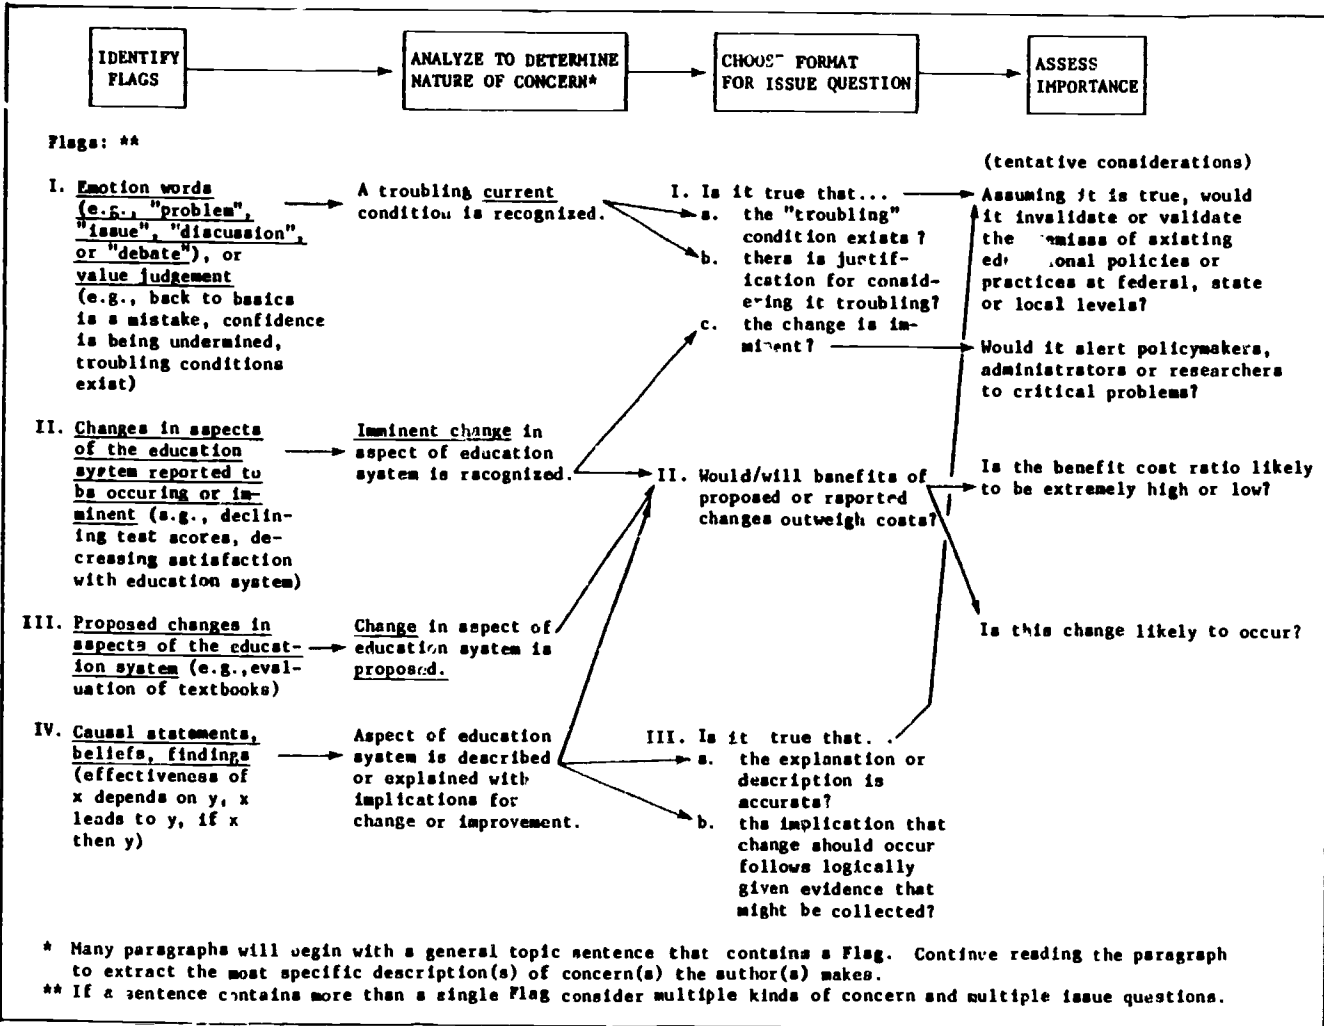 IDENTIFY
FLAGS
ANALYZE TO DETERMINE
NATURE OF CONCERN*
CHOOSE FORMAT
FOR ISSUE QUESTION
ASSESS
IMPORTANCE
Flags: **
I. Emotion words
(e.g., "problem",
"issue", "discussion",
or "debate"), or
value judgement
(e.g., back to basics
is a mistake, confidence
is being undermined,
troubling conditions
exist)
A troubling current
condition is recognized.
I. Is it true that...
a. the "troubling"
condition exists?
b. there is justif-
ication for consid-
ering it troubling?
c. the change is im-
minent?
(tentative considerations)
Assuming it is true, would
it invalidate or validate
the of existing
policies or
practices at federal, state
or local levels?
Would it alert policymakers,
administrators or researchers
to critical problems?
II. Changes in aspects
of the education
system reported to
be occuring or im-
minent (e.g., declin-
ing test scores, de-
creasing satisfaction
with education system)
Imminent change in
aspect of education
system is recognized.
II. Would/will benefits of
proposed or reported
changes outweigh costs?
Is the benefit cost ratio likely
to be extremely high or low?
Is this change likely to occur?
III. Proposed changes in
aspects of the educat-
ion system (e.g.,eval-
uation of textbooks)
Change in aspect of
education system is
proposed.
IV. Causal statements,
beliefs, findings
(effectiveness of
x depends on y, x
leads to y, if x
then y)
Aspect of education
system is described
or explained with
implications for
change or improvement.
III. Is it true that...
a. the explanation or
description is
accurate?
b. the implication that
change should occur
follows logically
given evidence that
might be collected?
* Many paragraphs will begin with a general topic sentence that contains a Flag. Continue reading the paragraph
to extract the most specific description(s) of concern(s) the author(s) makes.
** If a sentence contains more than a single Flag consider multiple kinds of concern and multiple issue questions.